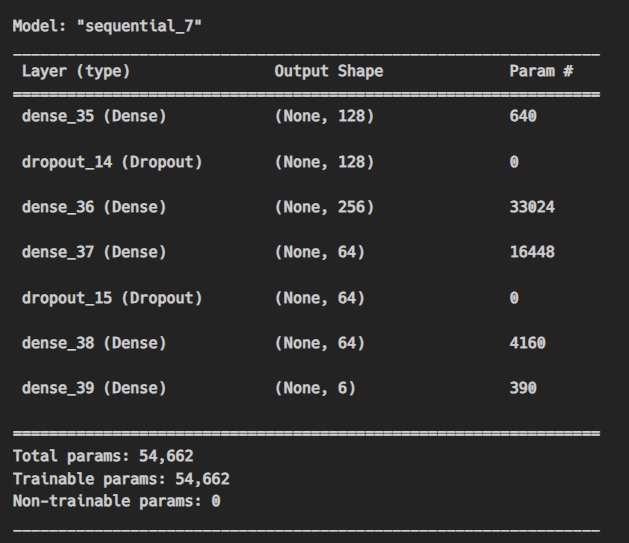 Model: "sequential_7"
Layer (type) Output Shape Param #
dense_35 (Dense) (None, 128) 640
dropout_14 (Dropout) (None, 128) 0
dense_36 (Dense) (None, 256) 33024
dense_37 (Dense) (None, 64) 16448
dropout_15 (Dropout) (None, 64) 0
dense_38 (Dense) (None, 64) 4160
dense_39 (Dense) (None, 6) 390
Total params: 54,662
Trainable params: 54,662
Non-trainable params: 0